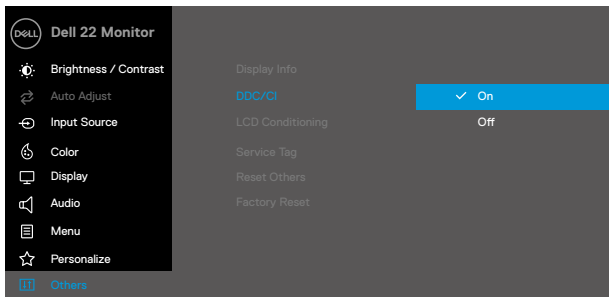 DELL
Dell 22 Monitor
Brightness / Contrast
Auto Adjust
Input Source
Color
Display
Audio
Menu
Personalize
Others
Display Info
DDC/CI
LCD Conditioning
Service Tag
Reset Others
Factory Reset
On
Off